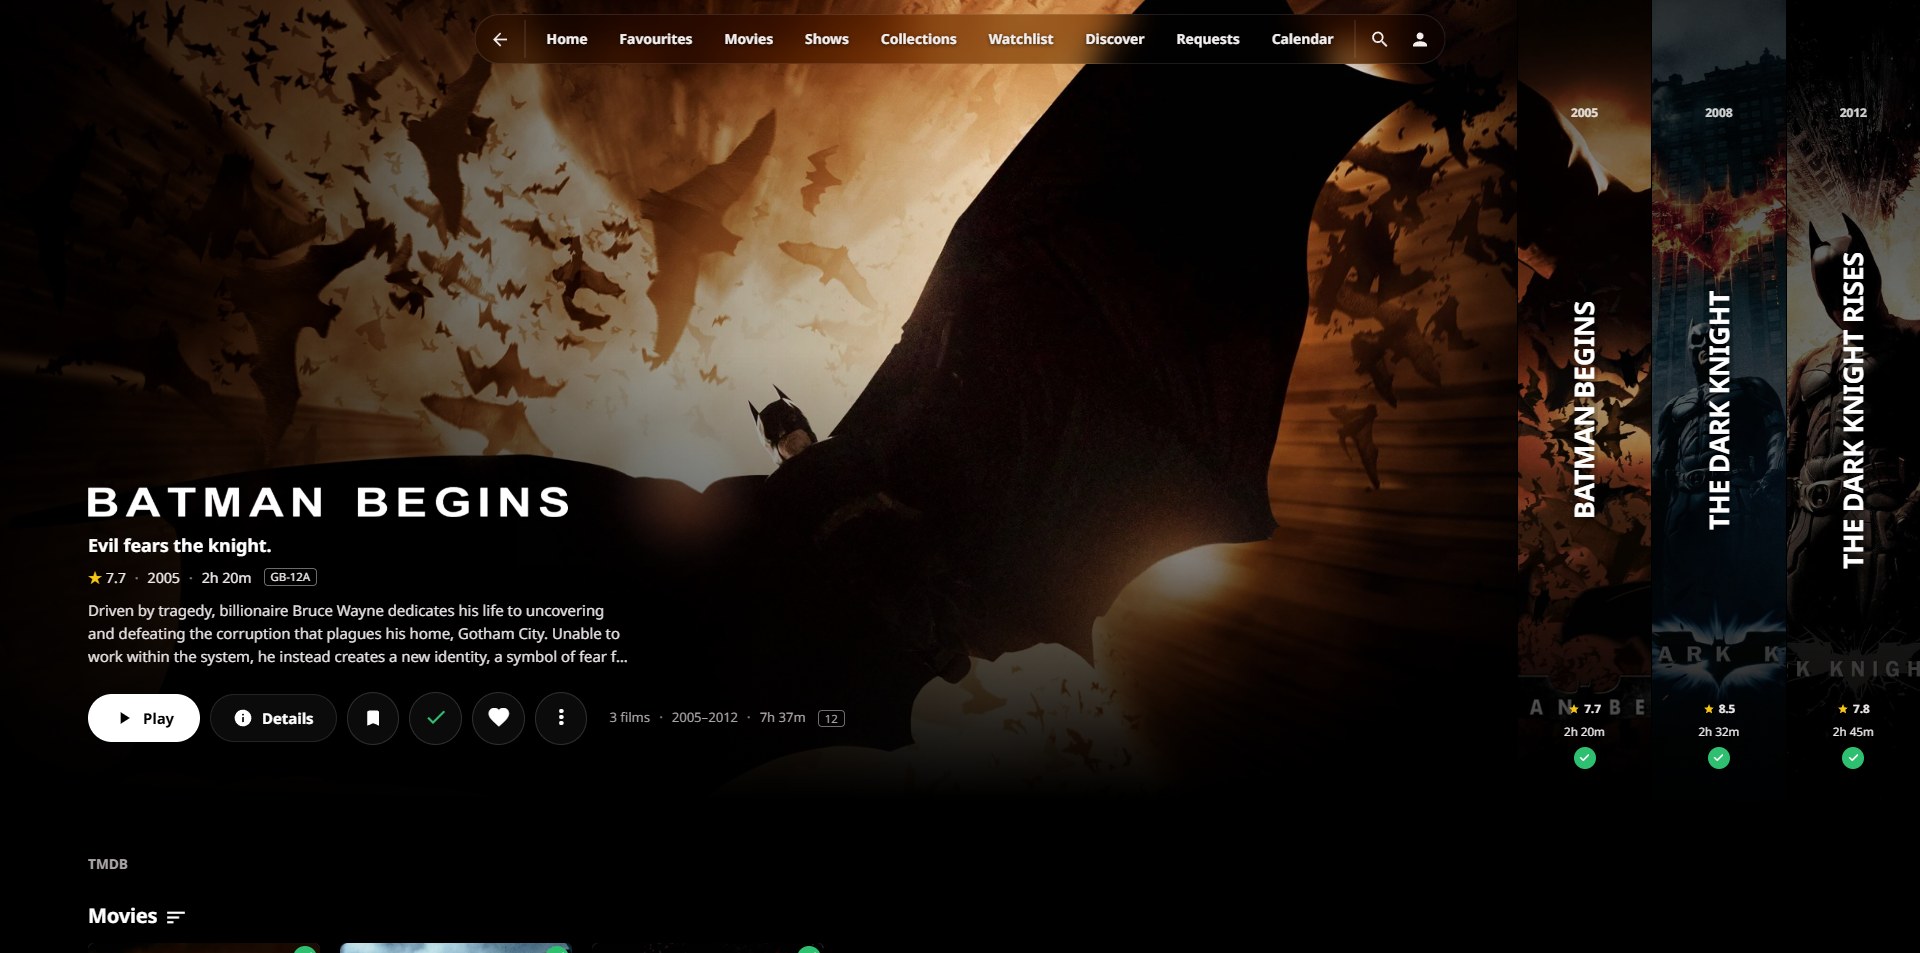 Home Favourites Movies Shows Collections Watchlist Discover Requests Calendar
BATMAN BEGINS
Evil fears the knight.
7.7 · 2005 · 2h 20m GB-12A
Driven by tragedy, billionaire Bruce Wayne dedicates his life to uncovering
and defeating the corruption that plagues his home, Gotham City. Unable to
work within the system, he instead creates a new identity, a symbol of fear f...
Play Details 3 films · 2005–2012 · 7h 37m 12
2005
BATMAN BEGINS
AN BE
7.7
2h 20m
2008
THE DARK KNIGHT
ARK K
8.5
2h 32m
2012
THE DARK KNIGHT RISES
K KNIGH
7.8
2h 45m
TMDB
Movies